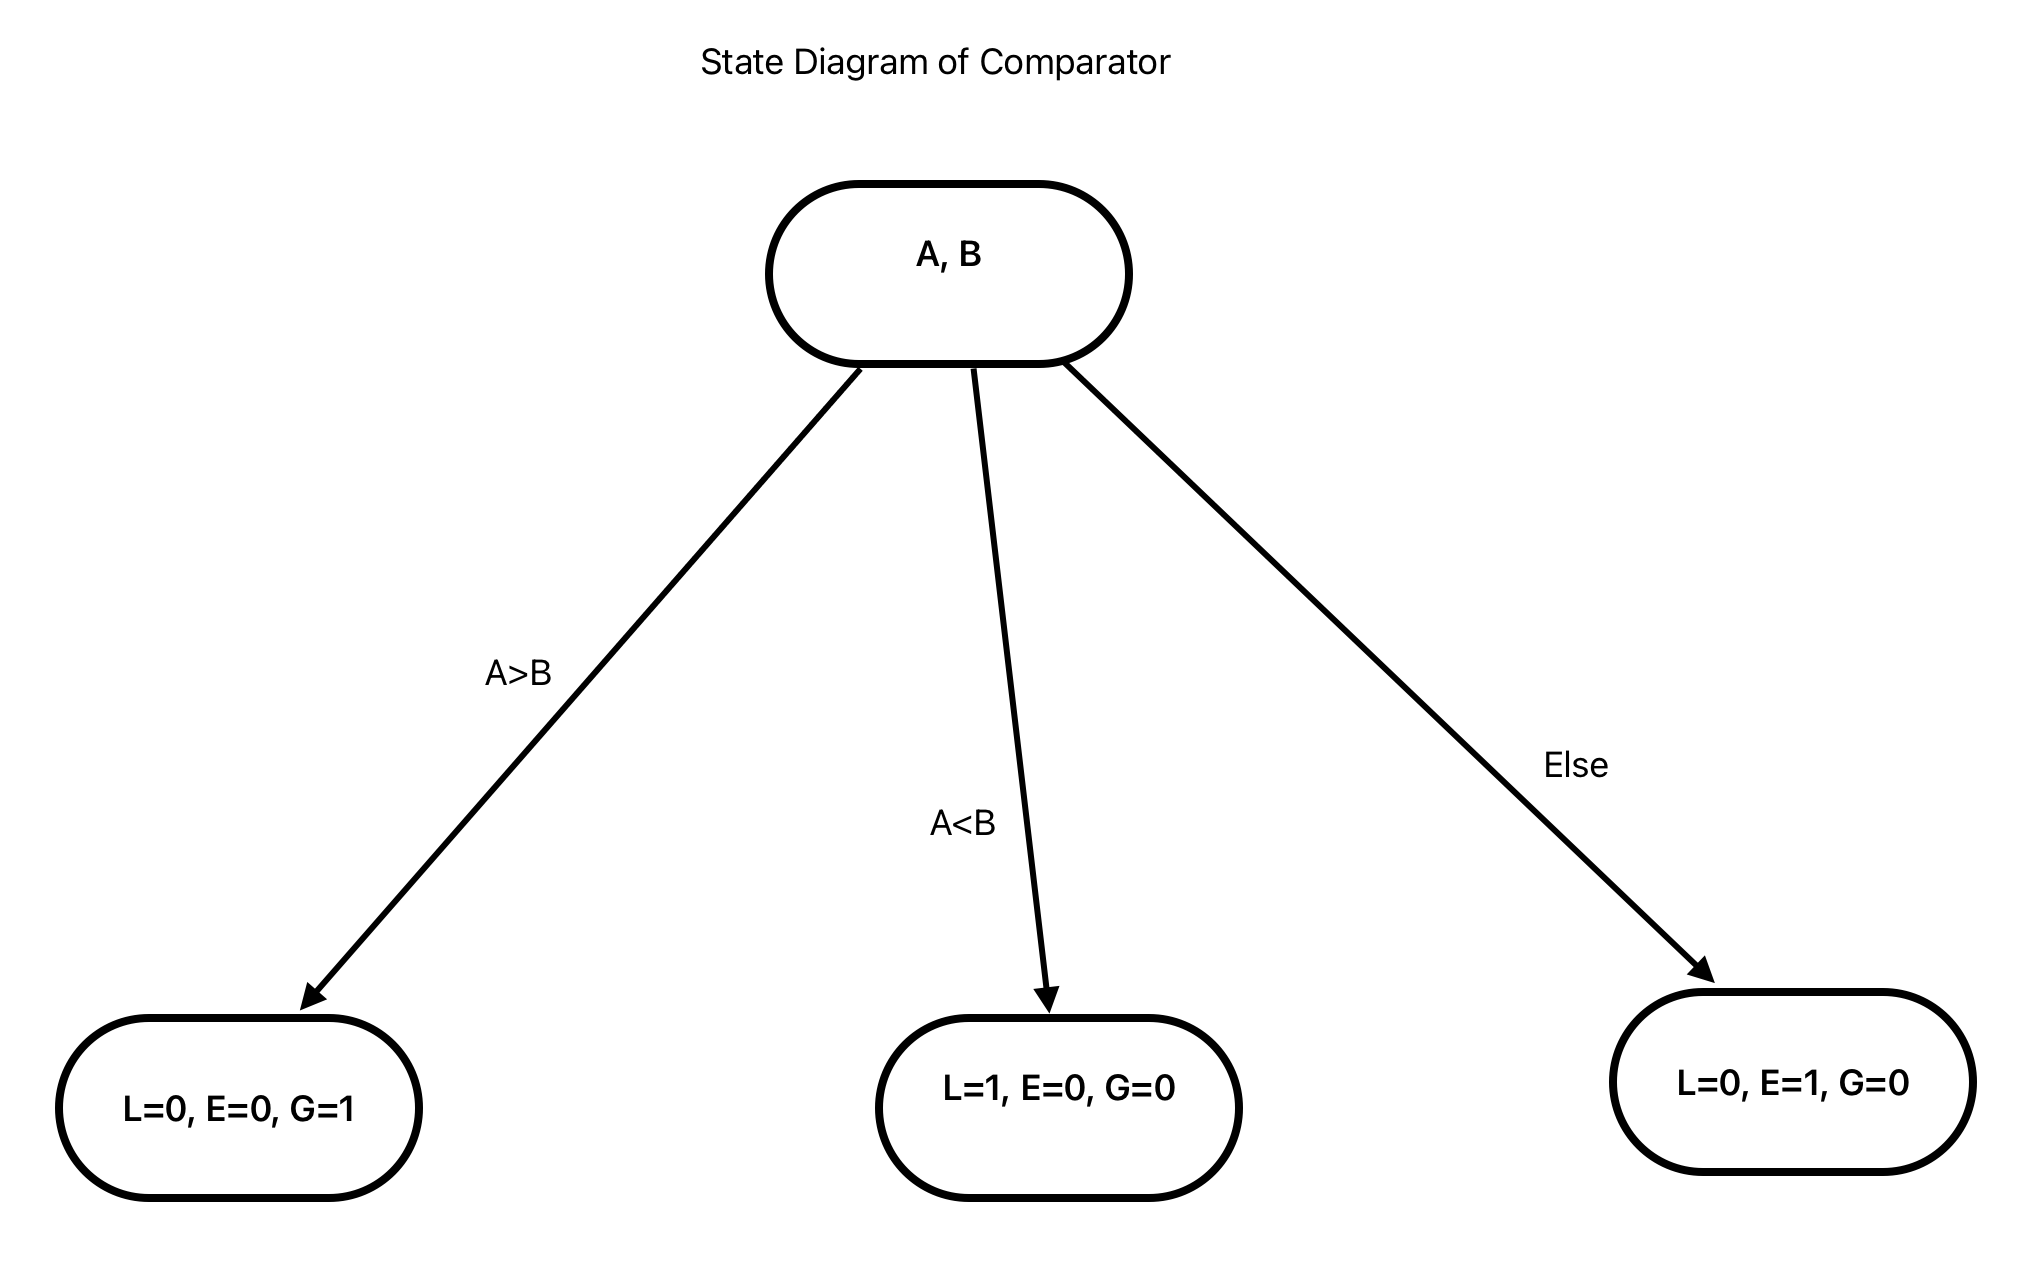 State Diagram of Comparator
A, B
A>B
Else
A<B
L=0, E=0, G=1
L=1, E=0, G=0
L=0, E=1, G=0